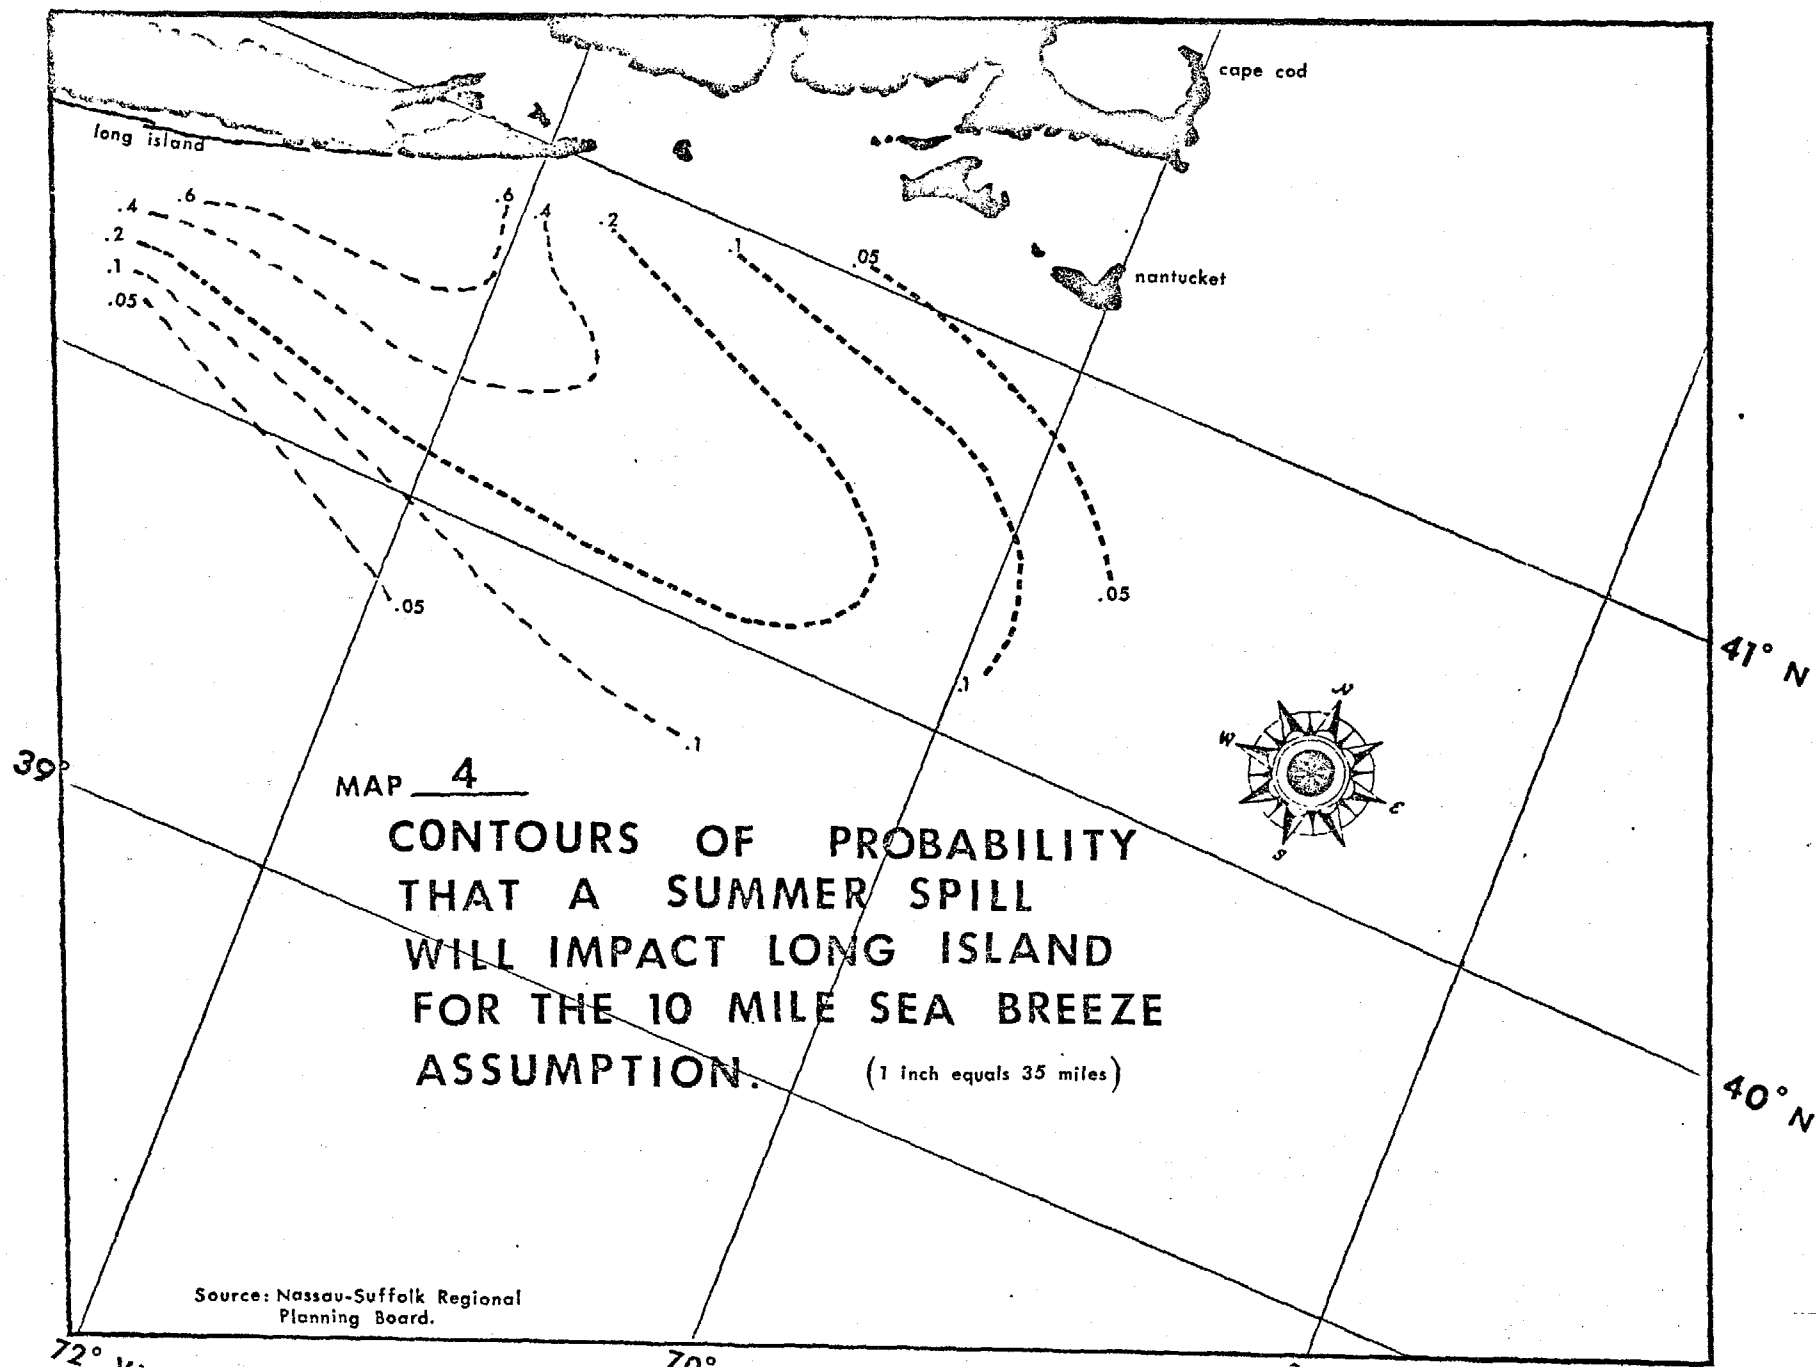 cape cod
long island
.6
.6
.4
.4
.2
.2
.1
.1
.05
.05
nantucket
.05
.05
.1
.1
41° N
N
W
E
S
39°
MAP 4
CONTOURS OF PROBABILITY
THAT A SUMMER SPILL
WILL IMPACT LONG ISLAND
FOR THE 10 MILE SEA BREEZE
ASSUMPTION.
(1 inch equals 35 miles)
40° N
Source: Nassau-Suffolk Regional
Planning Board.
72°
70°